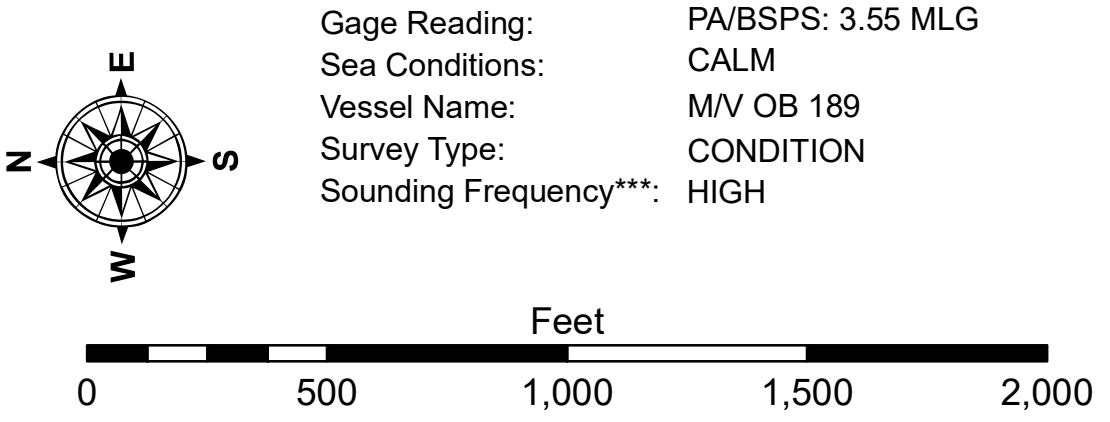 E
N
S
W
Gage Reading: PA/BSPS: 3.55 MLG
Sea Conditions: CALM
Vessel Name: M/V OB 189
Survey Type: CONDITION
Sounding Frequency***: HIGH
Feet
0 500 1,000 1,500 2,000